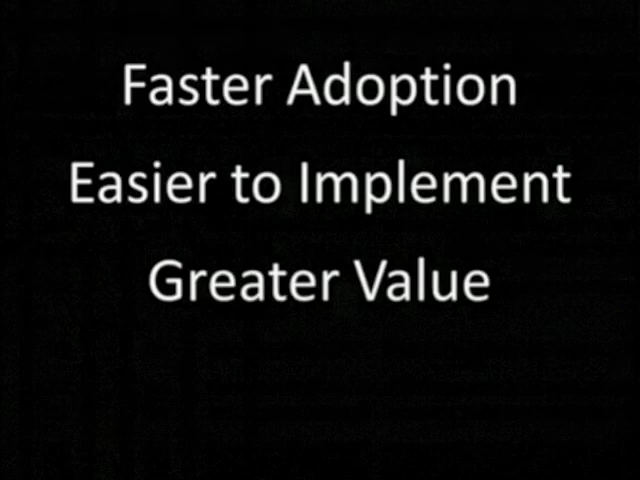 Faster Adoption
Easier to Implement
Greater Value